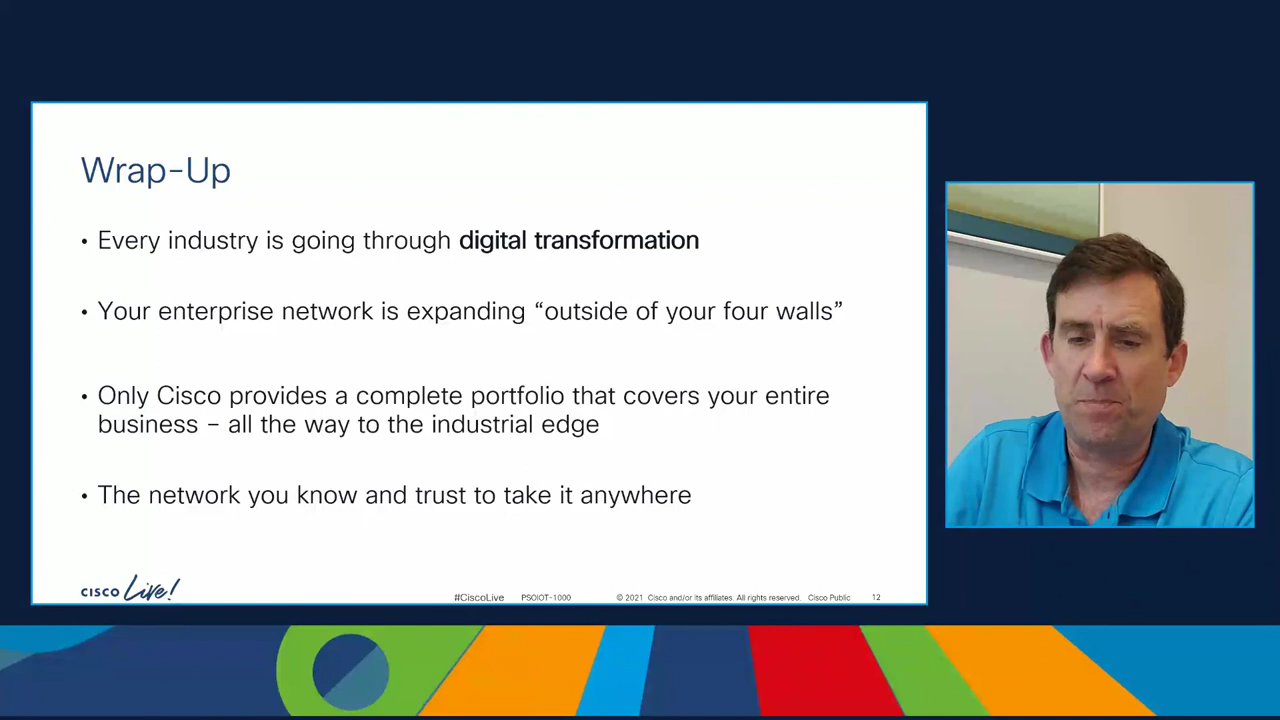 Wrap-Up
• Every industry is going through digital transformation
• Your enterprise network is expanding “outside of your four walls”
• Only Cisco provides a complete portfolio that covers your entire
business – all the way to the industrial edge
• The network you know and trust to take it anywhere
CISCO Live!
#CiscoLive PSOIOT-1000 © 2021 Cisco and/or its affiliates. All rights reserved. Cisco Public 12